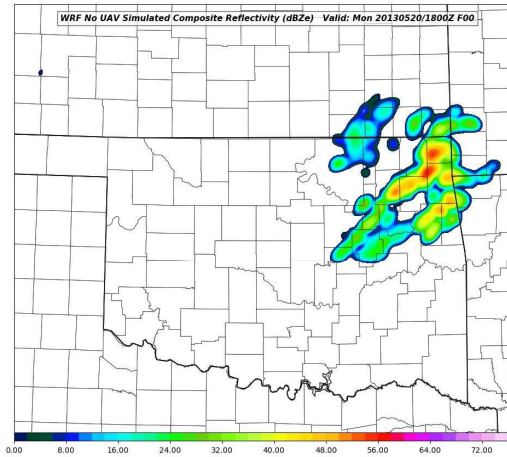 WRF No UAV Simulated Composite Reflectivity (dBZe) Valid: Mon 20130520/1800Z F00
0.00 8.00 16.00 24.00 32.00 40.00 48.00 56.00 64.00 72.00